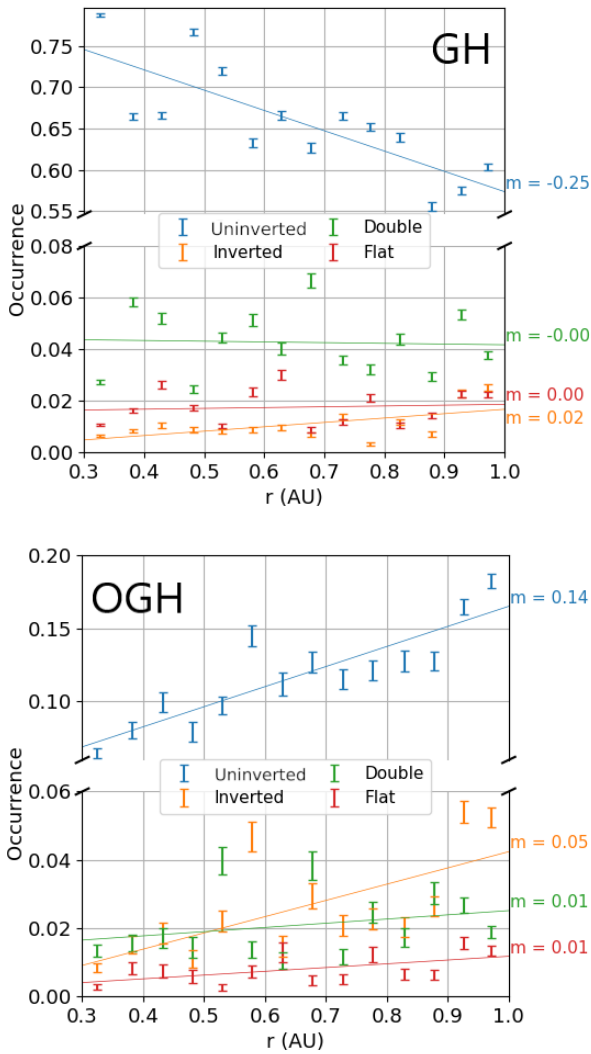 GH
0.75
0.70
0.65
0.60
0.55
m = -0.25
Uninverted Double
Inverted Flat
0.08
0.06
0.04
0.02
0.00
Occurrence
m = -0.00
m = 0.00
m = 0.02
0.3 0.4 0.5 0.6 0.7 0.8 0.9 1.0
r (AU)
OGH
0.20
0.15
0.10
m = 0.14
Uninverted Double
Inverted Flat
0.06
0.04
0.02
0.00
Occurrence
m = 0.05
m = 0.01
m = 0.01
0.3 0.4 0.5 0.6 0.7 0.8 0.9 1.0
r (AU)